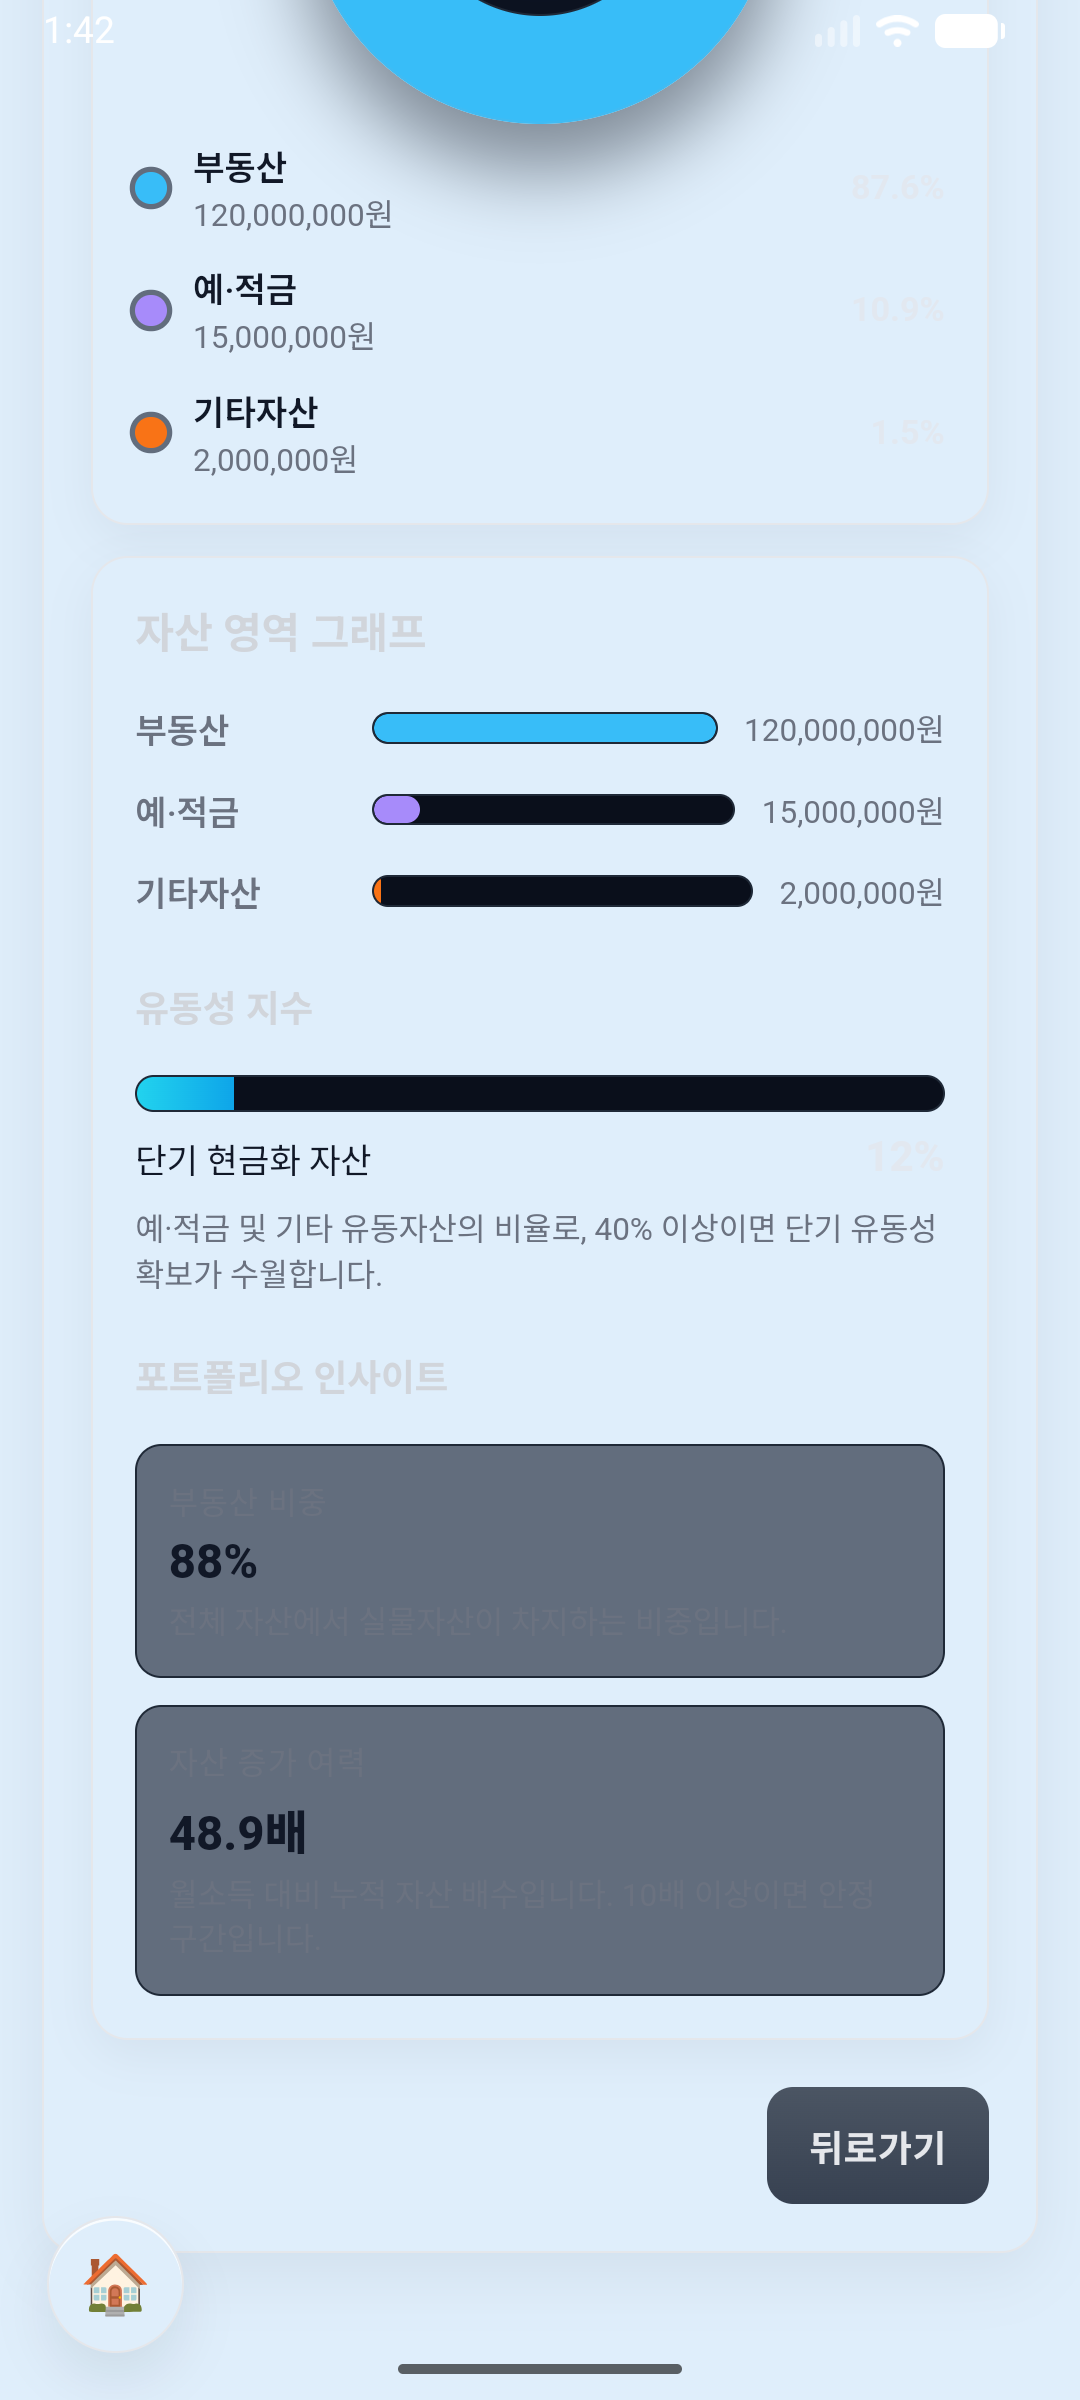 1:42
부동산
120,000,000원
87.6%
예·적금
15,000,000원
10.9%
기타자산
2,000,000원
1.5%
자산 영역 그래프
부동산
120,000,000원
예·적금
15,000,000원
기타자산
2,000,000원
유동성 지수
단기 현금화 자산
12%
예·적금 및 기타 유동자산의 비율로, 40% 이상이면 단기 유동성
확보가 수월합니다.
포트폴리오 인사이트
부동산 비중
88%
전체 자산에서 실물자산이 차지하는 비중입니다.
자산 증가 여력
48.9배
월소득 대비 누적 자산 배수입니다. 10배 이상이면 안정
구간입니다.
뒤로가기